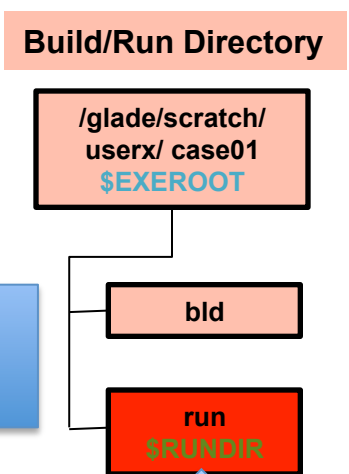 Build/Run Directory
/glade/scratch/
userx/ case01
$EXEROOT
bld
run
$RUNDIR